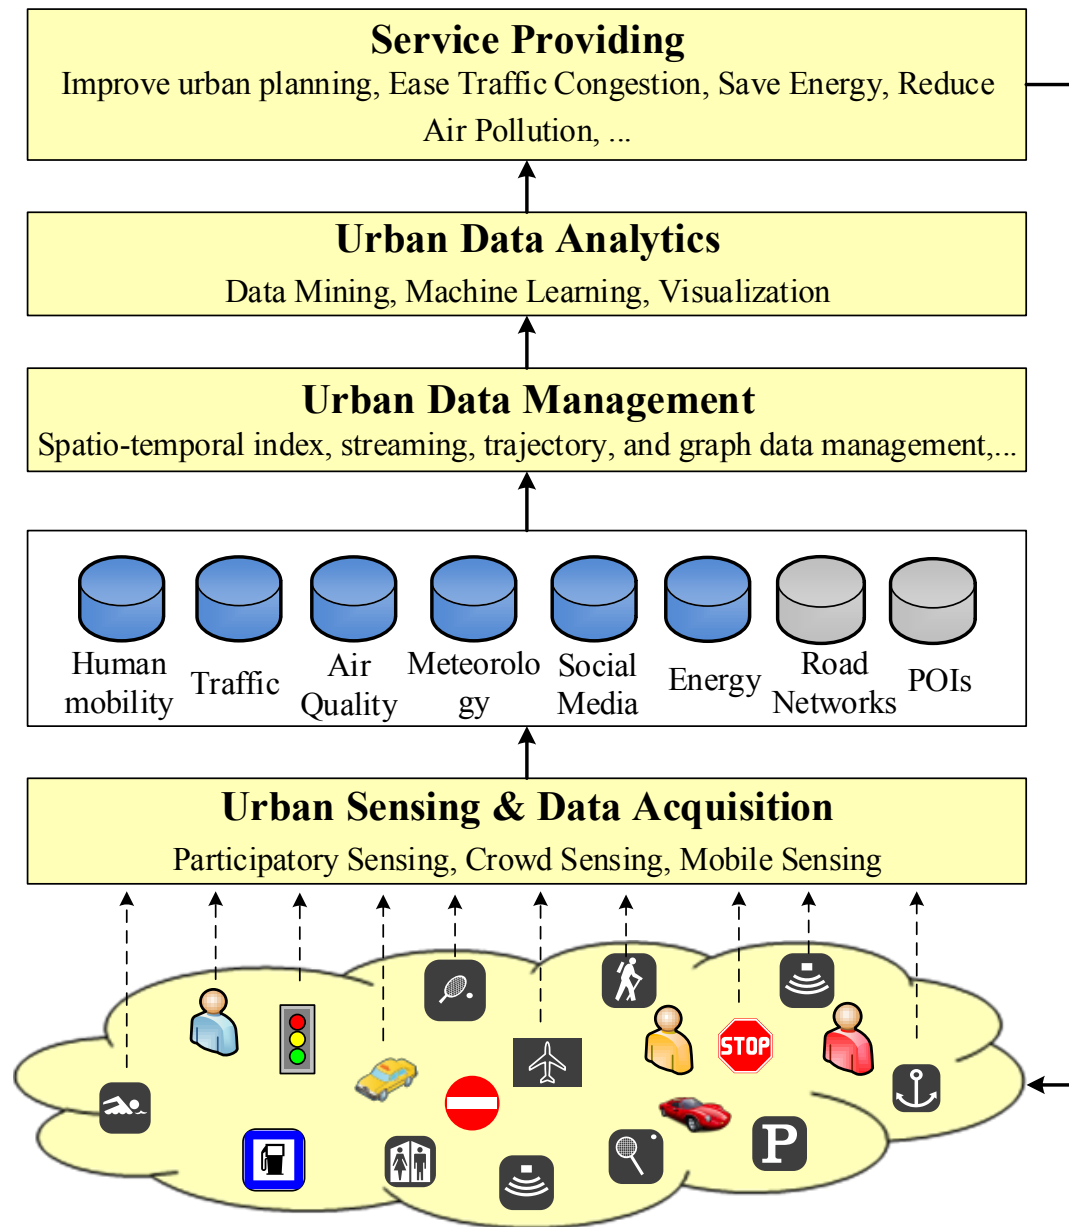 Service Providing
Improve urban planning, Ease Traffic Congestion, Save Energy, Reduce
Air Pollution, ...
Urban Data Analytics
Data Mining, Machine Learning, Visualization
Urban Data Management
Spatio-temporal index, streaming, trajectory, and graph data management,...
Human
mobility
Traffic
Air
Quality
Meteorolo
gy
Social
Media
Energy
Road
Networks
POIs
Urban Sensing & Data Acquisition
Participatory Sensing, Crowd Sensing, Mobile Sensing
STOP
P